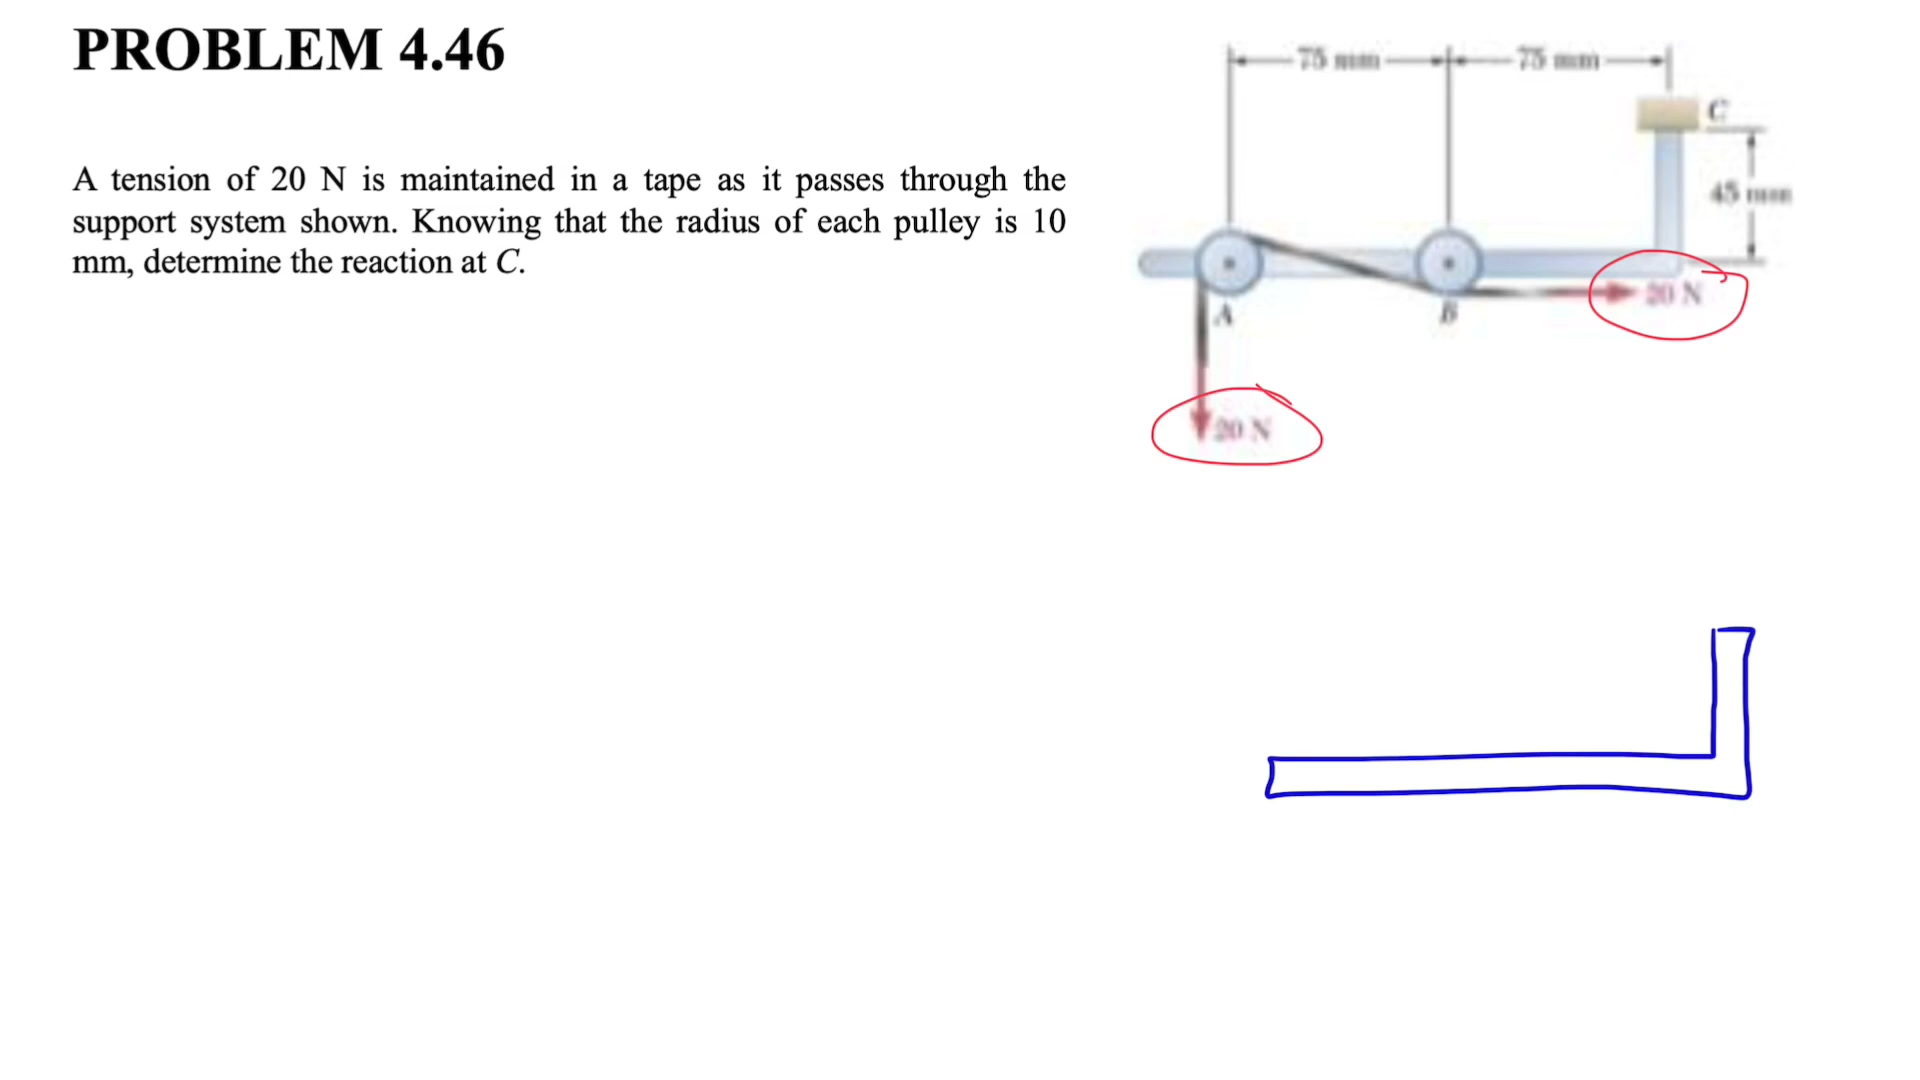 PROBLEM 4.46
75 mm
75 mm
C
A tension of 20 N is maintained in a tape as it passes through the
45 mm
support system shown. Knowing that the radius of each pulley is 10
mm, determine the reaction at C.
20 N
A
B
20 N